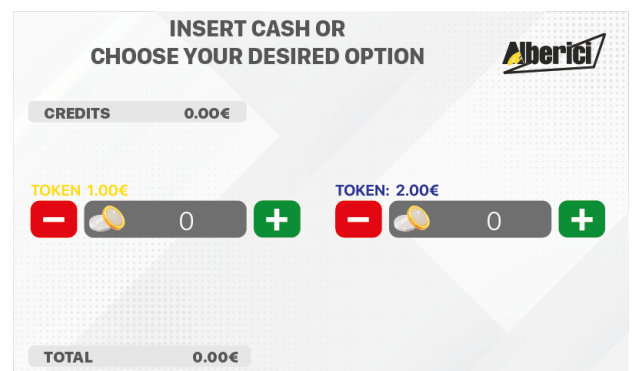 INSERT CASH OR
CHOOSE YOUR DESIRED OPTION
Alberici
CREDITS 0.00€
TOKEN 1.00€
TOKEN: 2.00€
− 0 +
− 0 +
TOTAL 0.00€